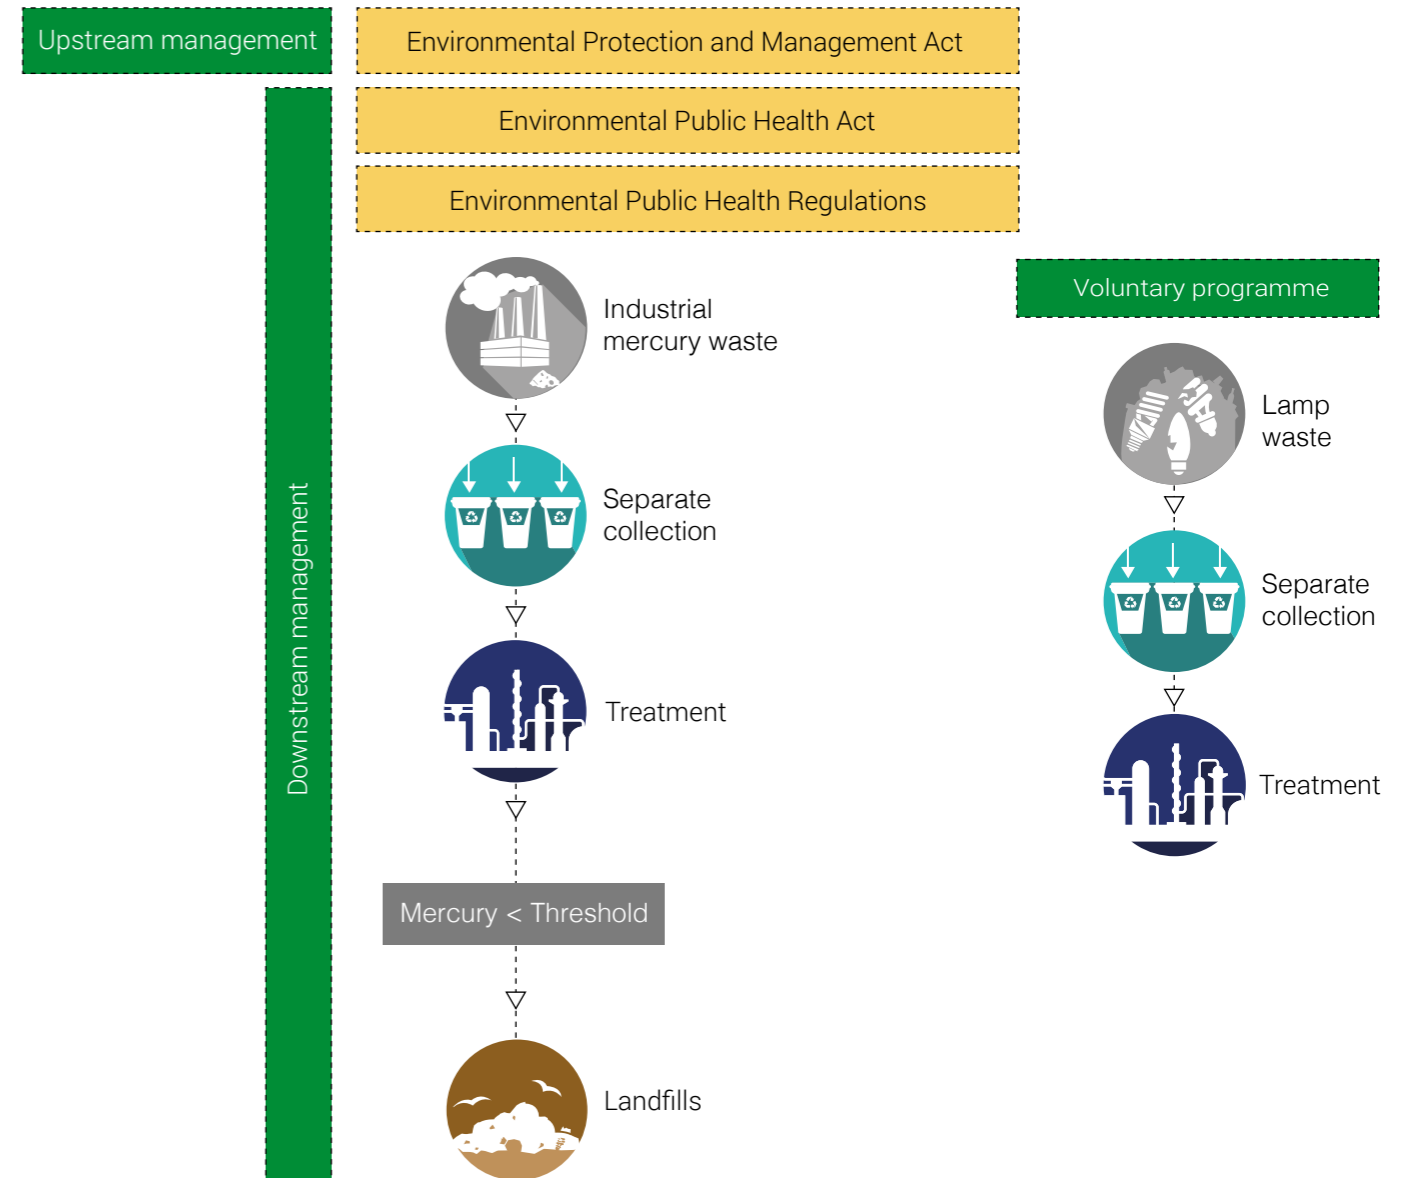 Upstream management
Environmental Protection and Management Act
Environmental Public Health Act
Environmental Public Health Regulations
Downstream management
Industrial
mercury waste
Separate
collection
Treatment
Mercury < Threshold
Landfills
Voluntary programme
Lamp
waste
Separate
collection
Treatment